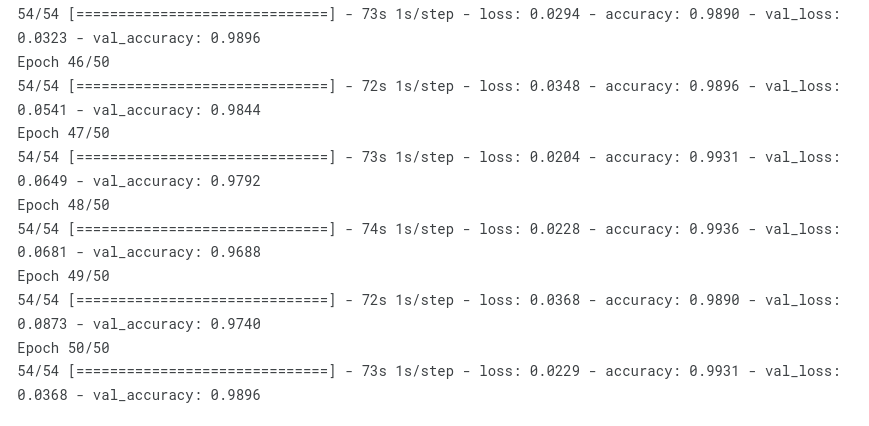 54/54 [==============================] - 73s 1s/step - loss: 0.0294 - accuracy: 0.9890 - val_loss:
0.0323 - val_accuracy: 0.9896
Epoch 46/50
54/54 [==============================] - 72s 1s/step - loss: 0.0348 - accuracy: 0.9896 - val_loss:
0.0541 - val_accuracy: 0.9844
Epoch 47/50
54/54 [==============================] - 73s 1s/step - loss: 0.0204 - accuracy: 0.9931 - val_loss:
0.0649 - val_accuracy: 0.9792
Epoch 48/50
54/54 [==============================] - 74s 1s/step - loss: 0.0228 - accuracy: 0.9936 - val_loss:
0.0681 - val_accuracy: 0.9688
Epoch 49/50
54/54 [==============================] - 72s 1s/step - loss: 0.0368 - accuracy: 0.9890 - val_loss:
0.0873 - val_accuracy: 0.9740
Epoch 50/50
54/54 [==============================] - 73s 1s/step - loss: 0.0229 - accuracy: 0.9931 - val_loss:
0.0368 - val_accuracy: 0.9896